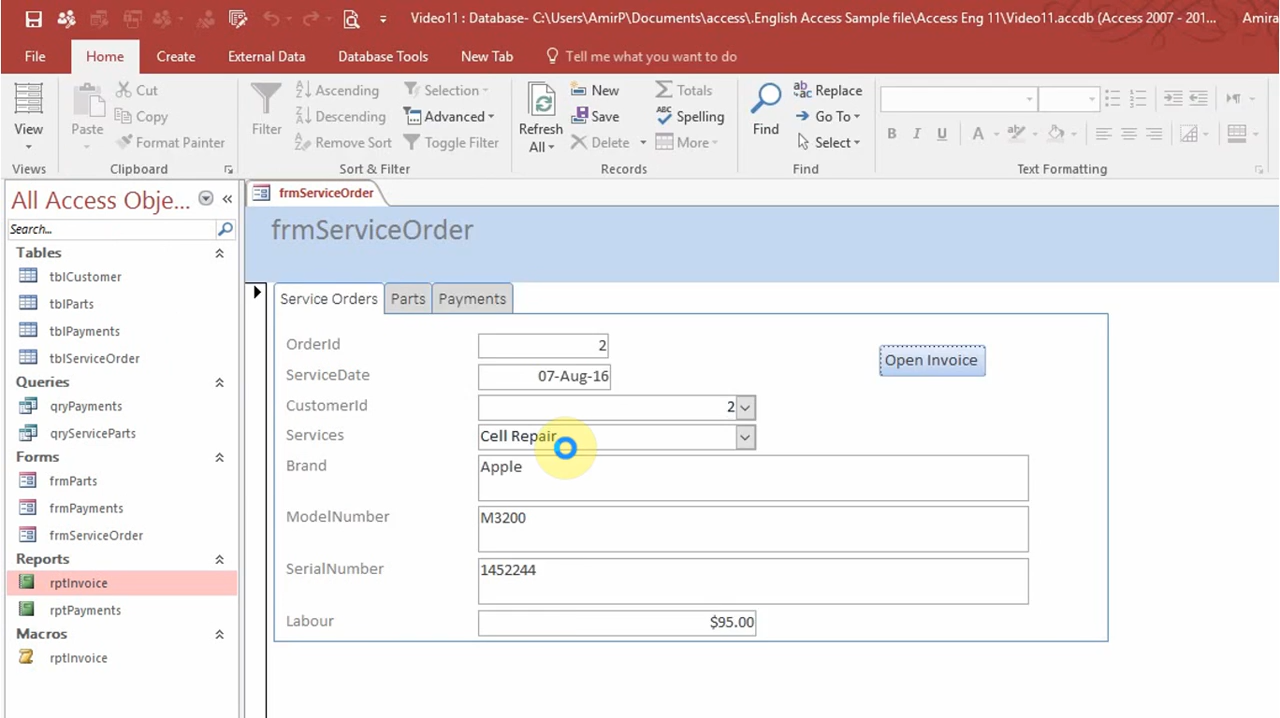 Video11 : Database- C:\Users\AmirP\Documents\access\.English Access Sample file\Access Eng 11\Video11.accdb (Access 2007 - 201... Amira
File Home Create External Data Database Tools New Tab Tell me what you want to do
View
Views
Paste
Cut
Copy
Format Painter
Clipboard
Filter
Ascending
Descending
Remove Sort
Selection
Advanced
Toggle Filter
Sort & Filter
Refresh
All
New
Save
Delete
Totals
Spelling
More
Records
Find
Replace
Go To
Select
Find
B I U A
Text Formatting
All Access Obje...
Search...
Tables
tblCustomer
tblParts
tblPayments
tblServiceOrder
Queries
qryPayments
qryServiceParts
Forms
frmParts
frmPayments
frmServiceOrder
Reports
rptInvoice
rptPayments
Macros
rptInvoice
frmServiceOrder
frmServiceOrder
Service Orders Parts Payments
OrderId 2
Open Invoice
ServiceDate 07-Aug-16
CustomerId 2
Services Cell Repair
Brand Apple
ModelNumber M3200
SerialNumber 1452244
Labour $95.00